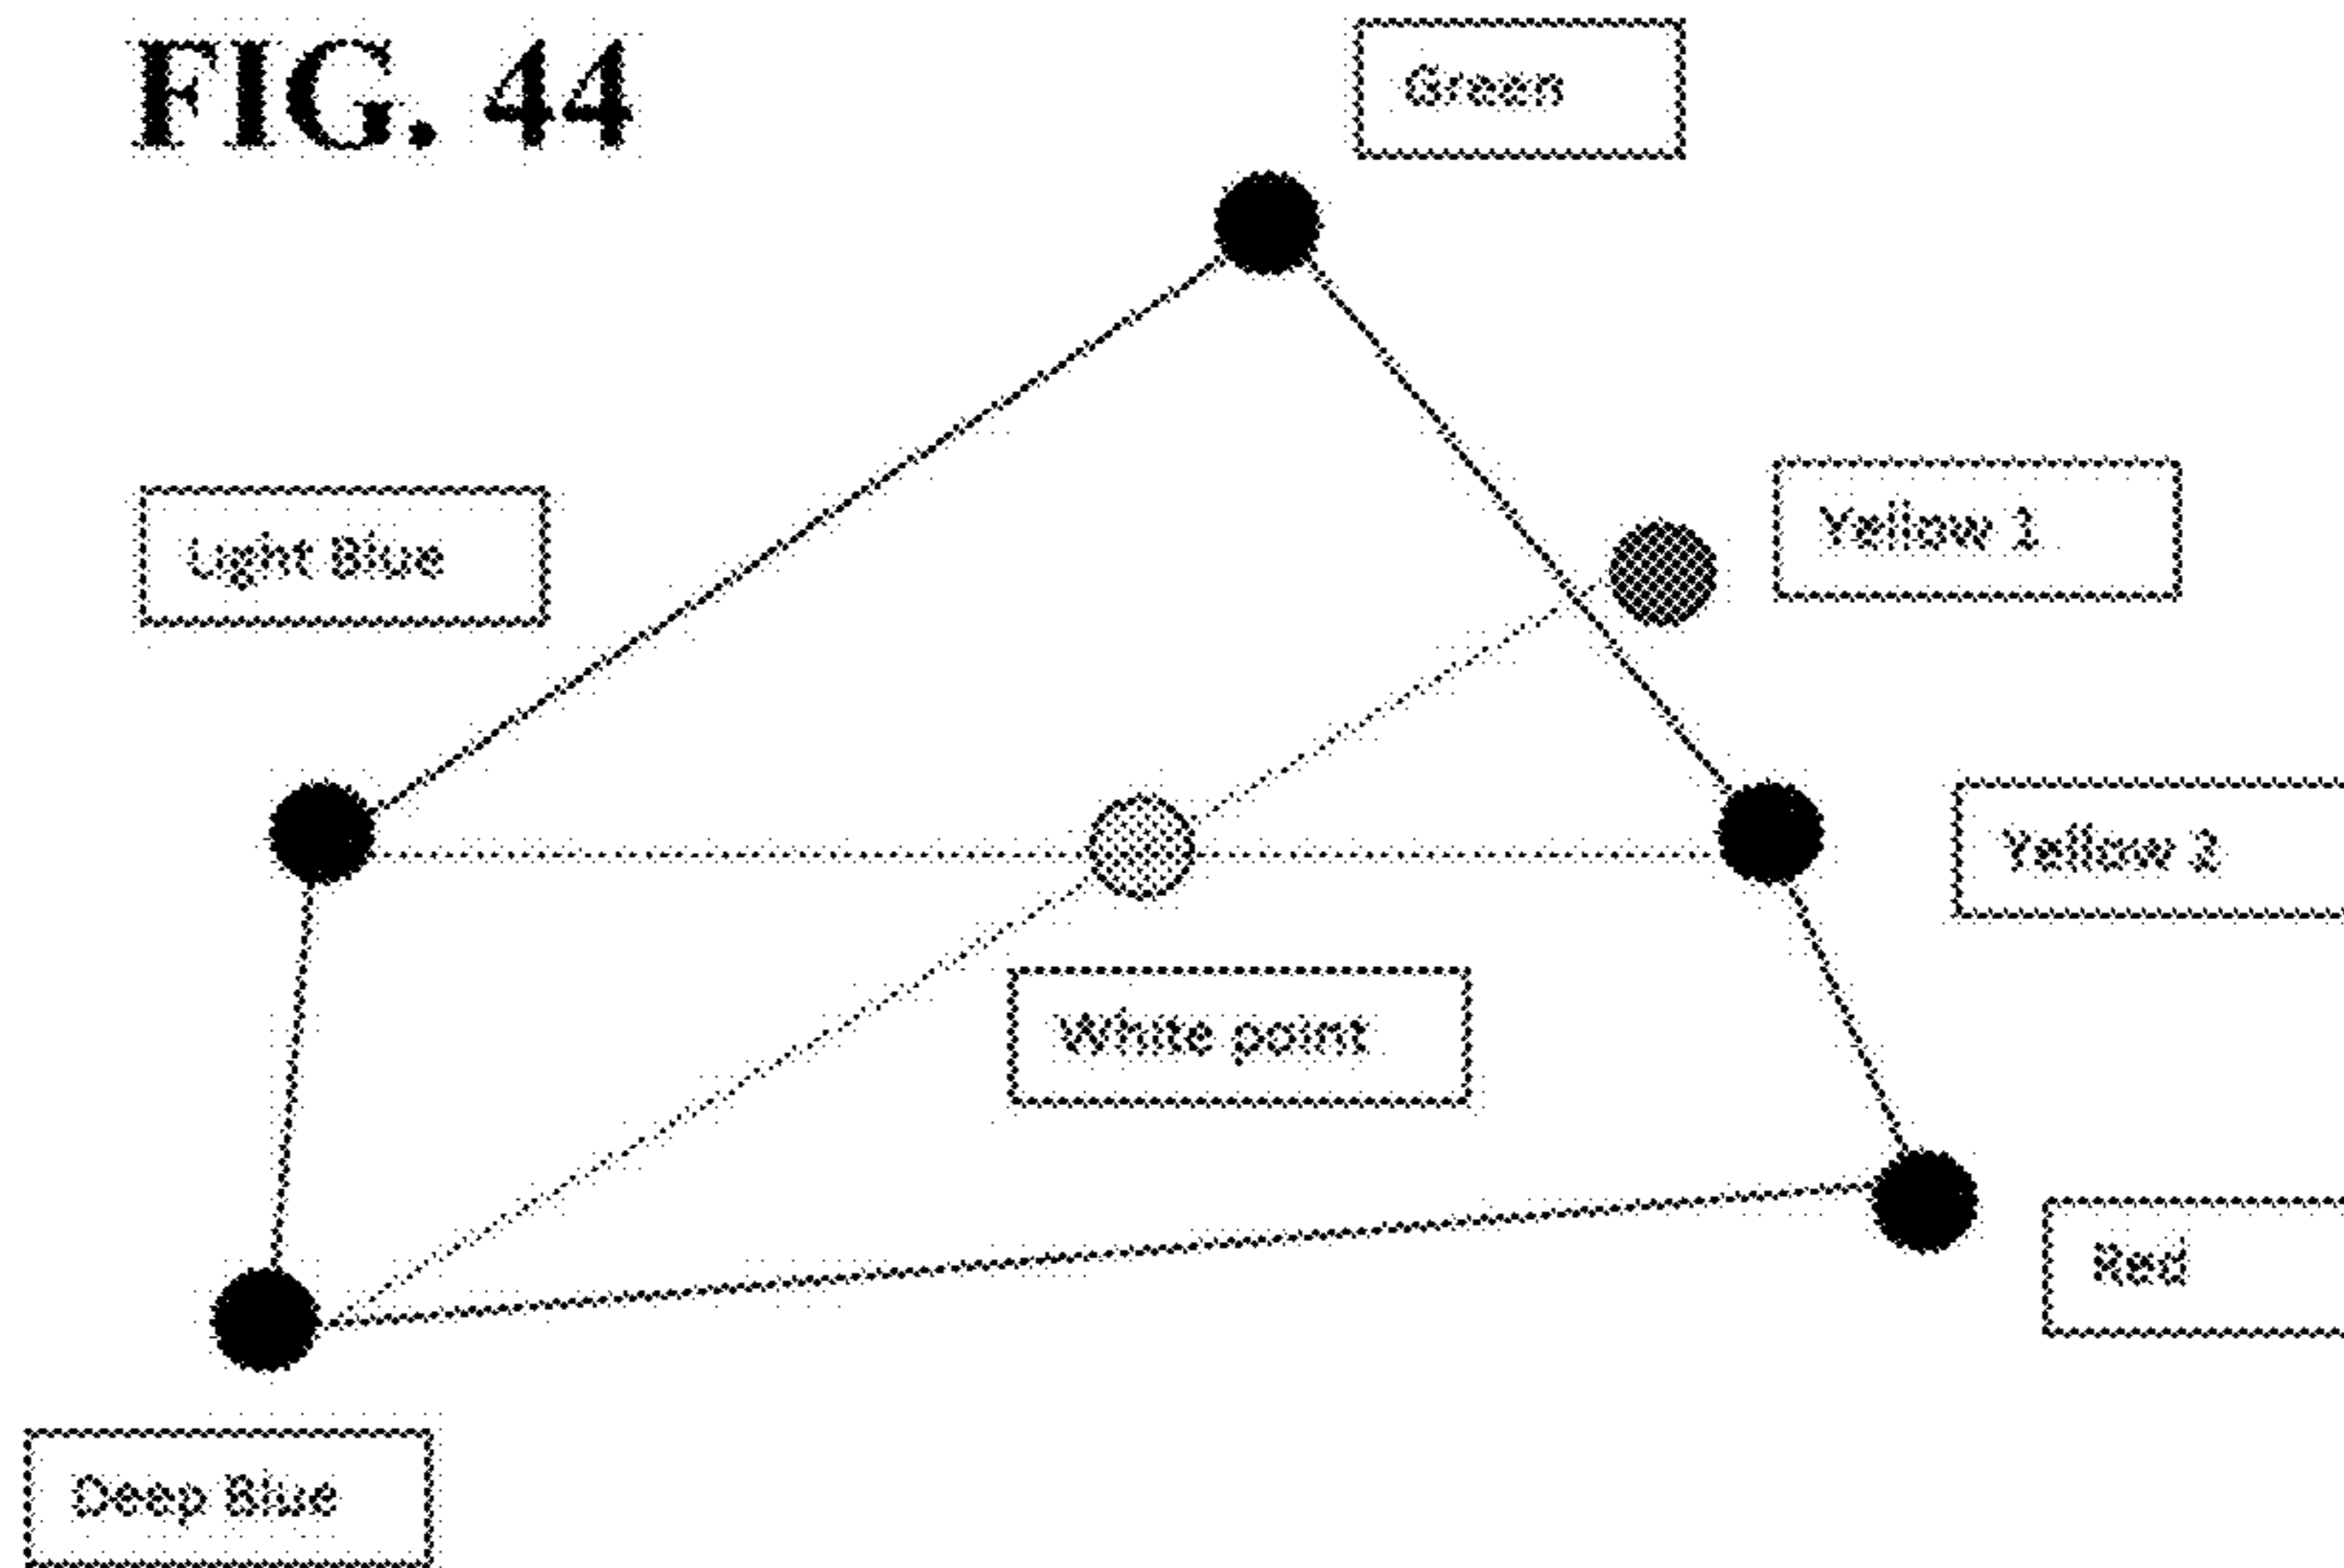 FIG. 44
Green
Yellow 1
Light Blue
Yellow 2
White point
Red
Deep Blue